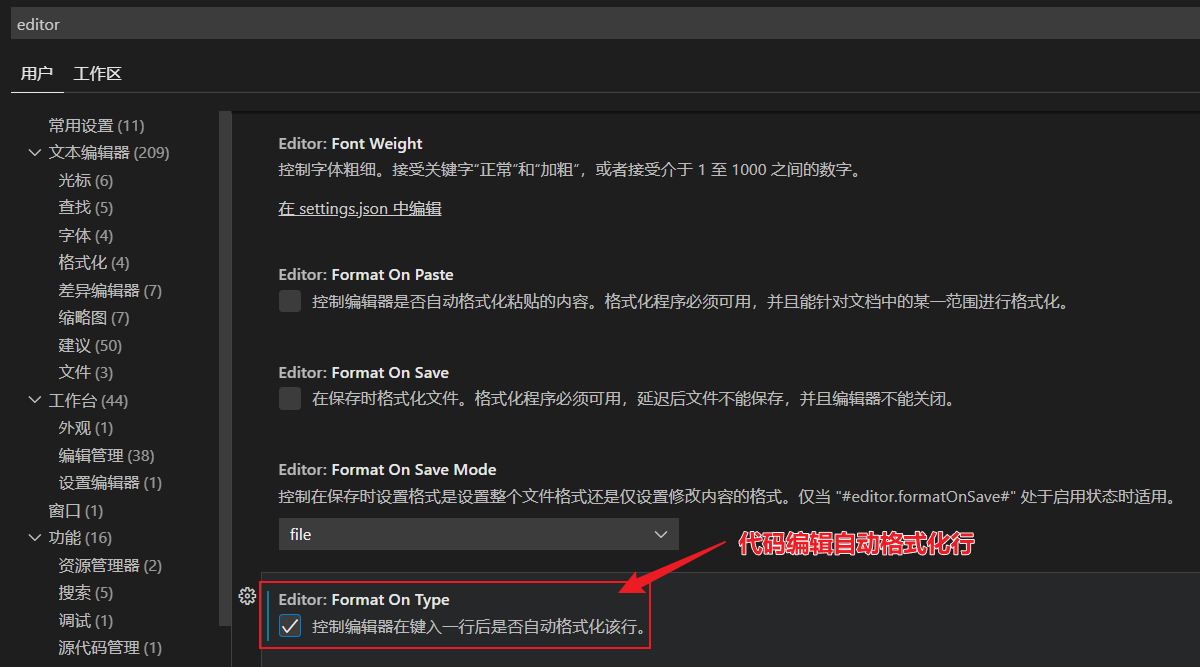 editor
用户 工作区
常用设置 (11)
文本编辑器 (209)
光标 (6)
查找 (5)
字体 (4)
格式化 (4)
差异编辑器 (7)
缩略图 (7)
建议 (50)
文件 (3)
工作台 (44)
外观 (1)
编辑管理 (38)
设置编辑器 (1)
窗口 (1)
功能 (16)
资源管理器 (2)
搜索 (5)
调试 (1)
源代码管理 (1)
Editor: Font Weight
控制字体粗细。接受关键字“正常”和“加粗”，或者接受介于 1 至 1000 之间的数字。
在 settings.json 中编辑
Editor: Format On Paste
控制编辑器是否自动格式化粘贴的内容。格式化程序必须可用，并且能针对文档中的某一范围进行格式化。
Editor: Format On Save
在保存时格式化文件。格式化程序必须可用，延迟后文件不能保存，并且编辑器不能关闭。
Editor: Format On Save Mode
控制在保存时设置格式是设置整个文件格式还是仅设置修改内容的格式。仅当 "#editor.formatOnSave#" 处于启用状态时适用。
file
代码编辑自动格式化行
Editor: Format On Type
控制编辑器在键入一行后是否自动格式化该行。